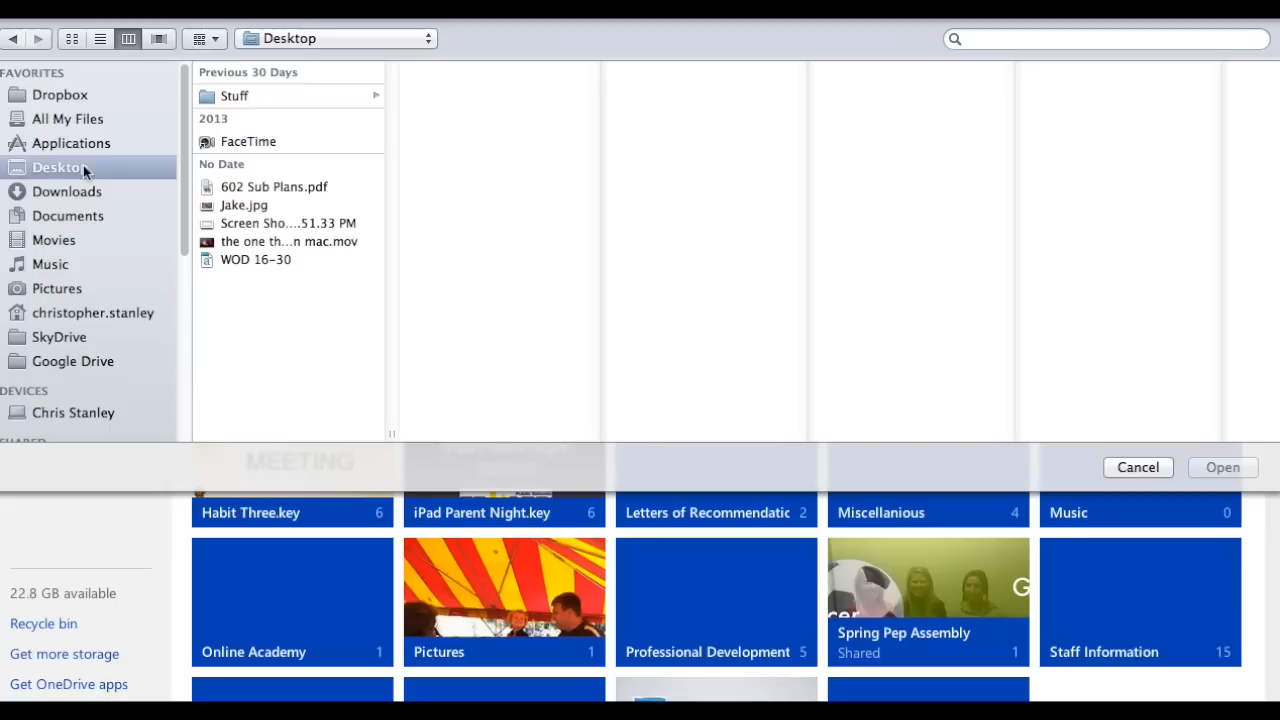 Desktop
FAVORITES
Dropbox
All My Files
Applications
Desktop
Downloads
Documents
Movies
Music
Pictures
christopher.stanley
SkyDrive
Google Drive
DEVICES
Chris Stanley
SHARED
Previous 30 Days
Stuff
2013
FaceTime
No Date
602 Sub Plans.pdf
Jake.jpg
Screen Sho....51.33 PM
the one th...n mac.mov
WOD 16-30
Cancel
Open
MEETING
Habit Three.key 6
iPad Parent Night.key 6
Letters of Recommendatic 2
Miscellanious 4
Music 0
Online Academy 1
Pictures 1
Professional Development 5
Spring Pep Assembly
Shared 1
Staff Information 15
22.8 GB available
Recycle bin
Get more storage
Get OneDrive apps